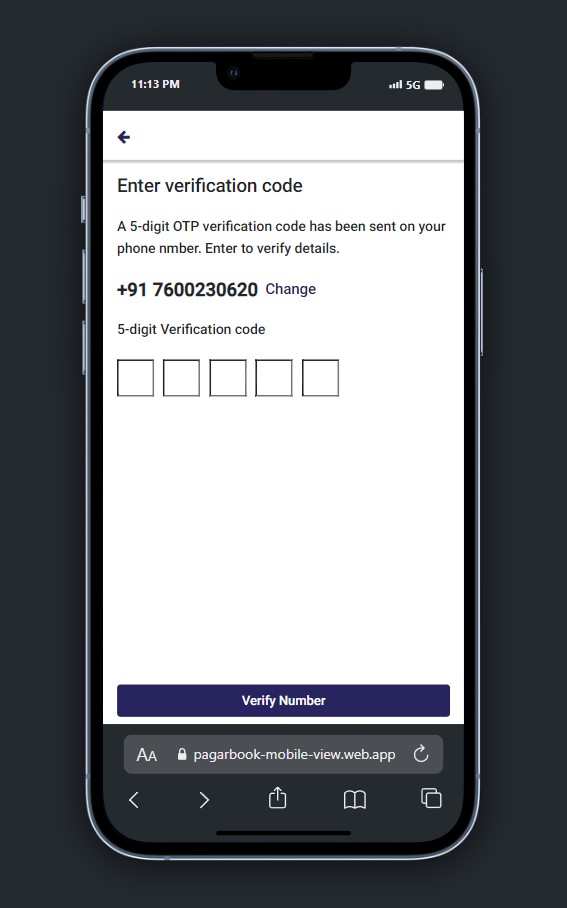 11:13 PM 5G
Enter verification code
A 5-digit OTP verification code has been sent on your
phone nmber. Enter to verify details.
+91 7600230620 Change
5-digit Verification code
Verify Number
AA pagarbook-mobile-view.web.app